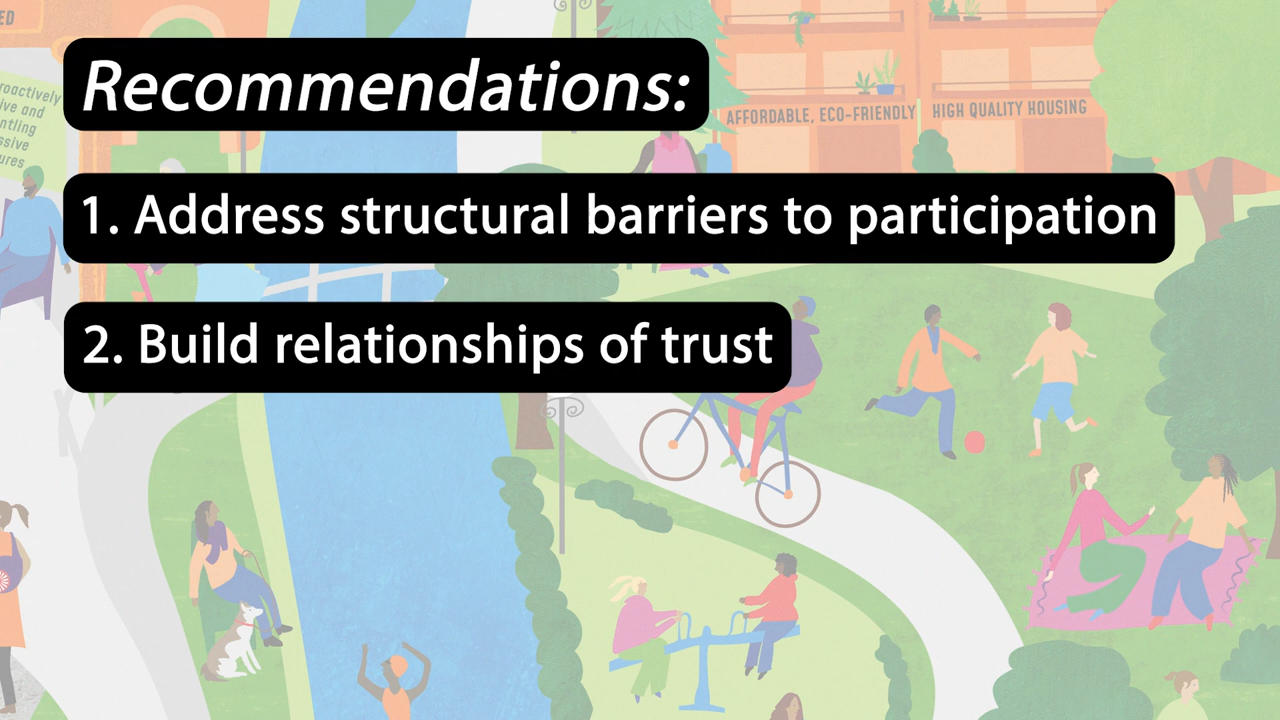 ED
roactively
ive and
ntling
ssive
ures
Recommendations:
AFFORDABLE, ECO-FRIENDLY HIGH QUALITY HOUSING
1. Address structural barriers to participation
2. Build relationships of trust